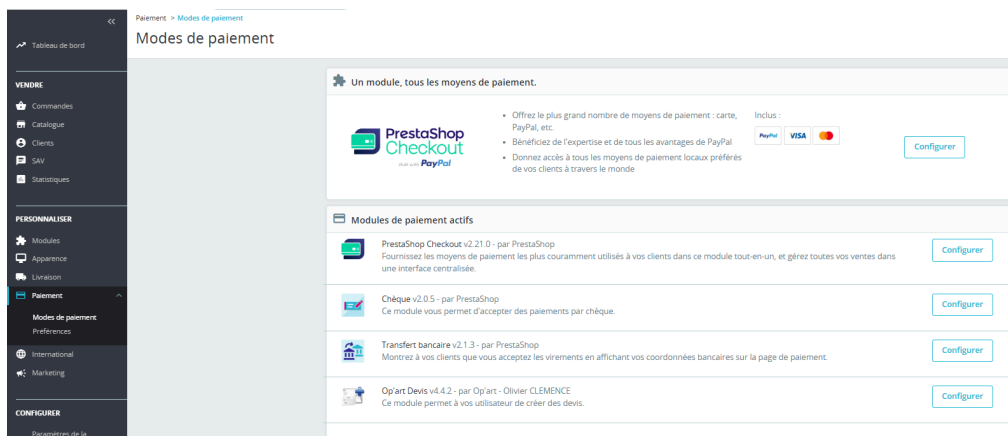 Paiement > Modes de paiement
Modes de paiement
«
Tableau de bord
VENDRE
Commandes
Catalogue
Clients
SAV
Statistiques
PERSONNALISER
Modules
Apparence
Livraison
Paiement
Modes de paiement
Préférences
International
Marketing
CONFIGURER
Paramètres de la
Un module, tous les moyens de paiement.
PrestaShop
Checkout
built with PayPal
• Offrez le plus grand nombre de moyens de paiement : carte,
PayPal, etc.
• Bénéficiez de l'expertise et de tous les avantages de PayPal
• Donnez accès à tous les moyens de paiement locaux préférés
de vos clients à travers le monde
Inclus :
PayPal VISA
Configurer
Modules de paiement actifs
PrestaShop Checkout v2.21.0 - par PrestaShop
Fournissez les moyens de paiement les plus couramment utilisés à vos clients dans ce module tout-en-un, et gérez toutes vos ventes dans
une interface centralisée.
Configurer
Chèque v2.0.5 - par PrestaShop
Ce module vous permet d'accepter des paiements par chèque.
Configurer
Transfert bancaire v2.1.3 - par PrestaShop
Montrez à vos clients que vous acceptez les virements en affichant vos coordonnées bancaires sur la page de paiement.
Configurer
Op'art Devis v4.4.2 - par Op'art - Olivier CLEMENCE
Ce module permet à vos utilisateur de créer des devis.
Configurer